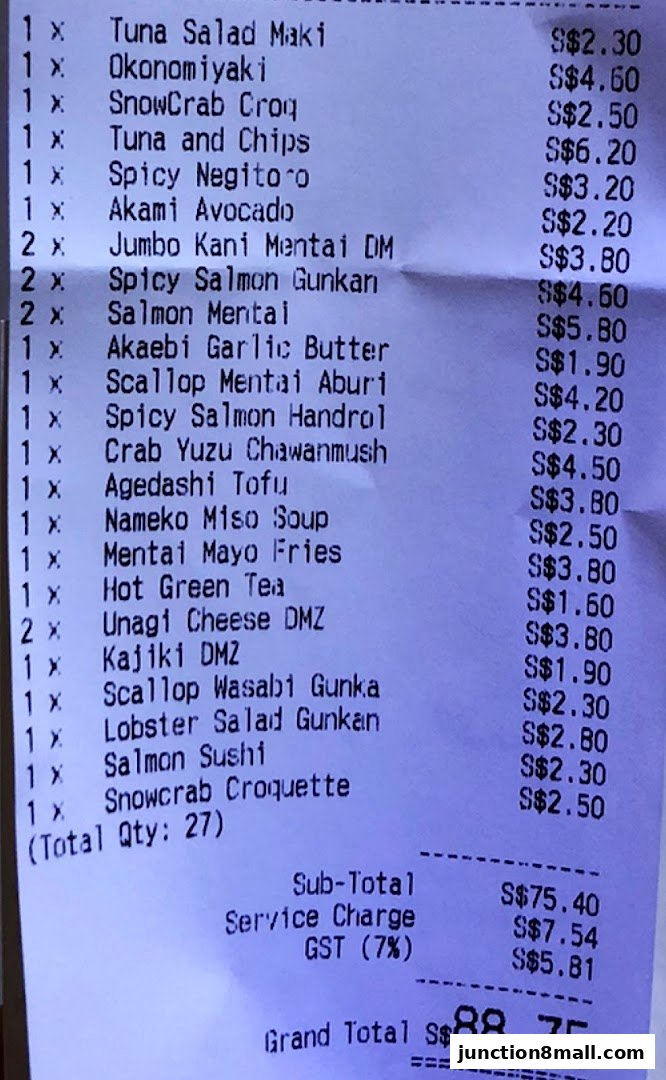 1 x Tuna Salad Maki S$2.30
1 x Okonomiyaki S$4.60
1 x SnowCrab Croq S$2.50
1 x Tuna and Chips S$6.20
1 x Spicy Negitoro S$3.20
1 x Akami Avocado S$2.20
2 x Jumbo Kani Mentai DM S$3.80
2 x Spicy Salmon Gunkan S$4.60
2 x Salmon Mentai S$5.80
1 x Akaebi Garlic Butter S$1.90
1 x Scallop Mentai Aburi S$4.20
1 x Spicy Salmon Handrol S$2.30
1 x Crab Yuzu Chawanmush S$4.50
1 x Agedashi Tofu S$3.80
1 x Nameko Miso Soup S$2.50
1 x Mentai Mayo Fries S$3.80
1 x Hot Green Tea S$1.60
2 x Unagi Cheese DMZ S$3.80
1 x Kajiki DMZ S$1.90
1 x Scallop Wasabi Gunka S$2.30
1 x Lobster Salad Gunkan S$2.80
1 x Salmon Sushi S$2.30
1 x Snowcrab Croquette S$2.50
(Total Qty: 27)
Sub-Total S$75.40
Service Charge S$7.54
GST (7%) S$5.81
Grand Total S$88.75
junction8mall.com